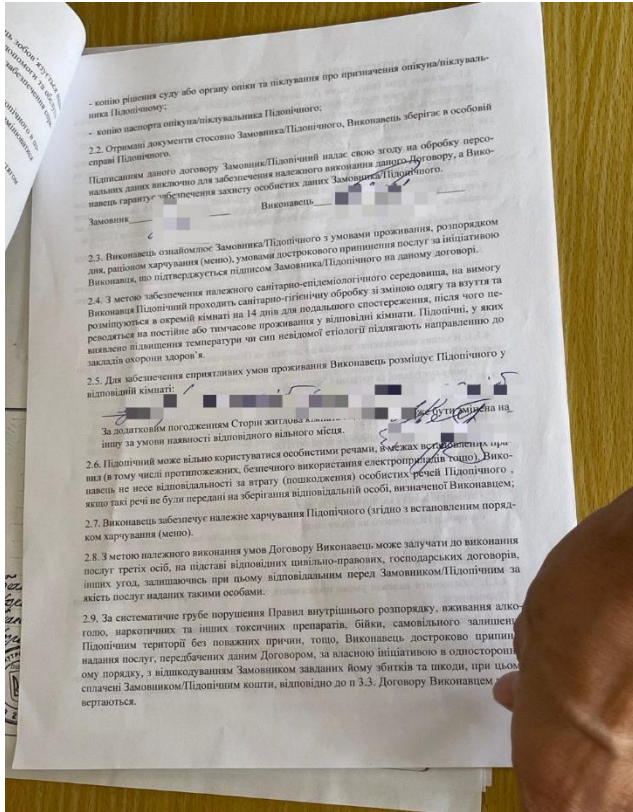 - копію рішення суду або органу опіки та піклування про призначення опікуна/піклуваль-
ника Підопічному;
- копію паспорта опікуна/піклувальника Підопічного;
2.2. Отримані документи стосовно Замовника/Підопічного, Виконавець зберігає в особовій
справі Підопічного.
Підписанням даного договору Замовник/Підопічний надає свою згоду на обробку персо-
нальних даних виключно для забезпечення належного виконання даного Договору, а Вико-
навець гарантує забезпечення захисту особистих даних Замовника/Підопічного.
Замовник Виконавець
2.3. Виконавець ознайомлює Замовника/Підопічного з умовами проживання, розпорядком
дня, раціоном харчування (меню), умовами дострокового припинення послуг за ініціативою
Виконавця, що підтверджується підписом Замовника/Підопічного на даному договорі.
2.4. З метою забезпечення належного санітарно-епідеміологічного середовища, на вимогу
Виконавця Підопічний проходить санітарно-гігієнічну обробку зі зміною одягу та взуття та
розміщуються в окремій кімнаті на 14 днів для подальшого спостереження, після чого пе-
реводяться на постійне або тимчасове проживання у відповідні кімнати. Підопічні, у яких
виявлено підвищення температури чи сип невідомої етіології підлягають направленню до
закладів охорони здоров'я.
2.5. Для забезпечення сприятливих умов проживання Виконавець розміщує Підопічного у
відповідній кімнаті:
За додатковим погодженням Сторін житлова бути змінена на
іншу за умови наявності відповідного вільного місця.
2.6. Підопічний може вільно користуватися особистими речами, в межах встановлених пра-
вил (в тому числі протипожежних, безпечного використання електроприладів тощо), Вико-
навець не несе відповідальності за втрату (пошкодження) особистих речей Підопічного ,
якщо такі речі не були передані на зберігання відповідальній особі, визначеної Виконавцем;
2.7. Виконавець забезпечує належне харчування Підопічного (згідно з встановленим поряд-
ком харчування (меню).
2.8. З метою належного виконання умов Договору Виконавець може залучати до виконання
послуг третіх осіб, на підставі відповідних цивільно-правових, господарських договорів,
інших угод, залишаючись при цьому відповідальним перед Замовником/Підопічним за
якість послуг наданих такими особами.
2.9. За систематичне грубе порушення Правил внутрішнього розпорядку, вживання алко-
голю, наркотичних та інших токсичних препаратів, бійки, самовільного залишен
Підопічним території без поважних причин, тощо, Виконавець достроково припин
надання послуг, передбачених даним Договором, за власною ініціативою в односторонн
ому порядку, з відшкодуванням Замовником завданих йому збитків та шкоди, при цьом
сплачені Замовником/Підопічним кошти, відповідно до п 3.3. Договору Виконавцем
вертаються.